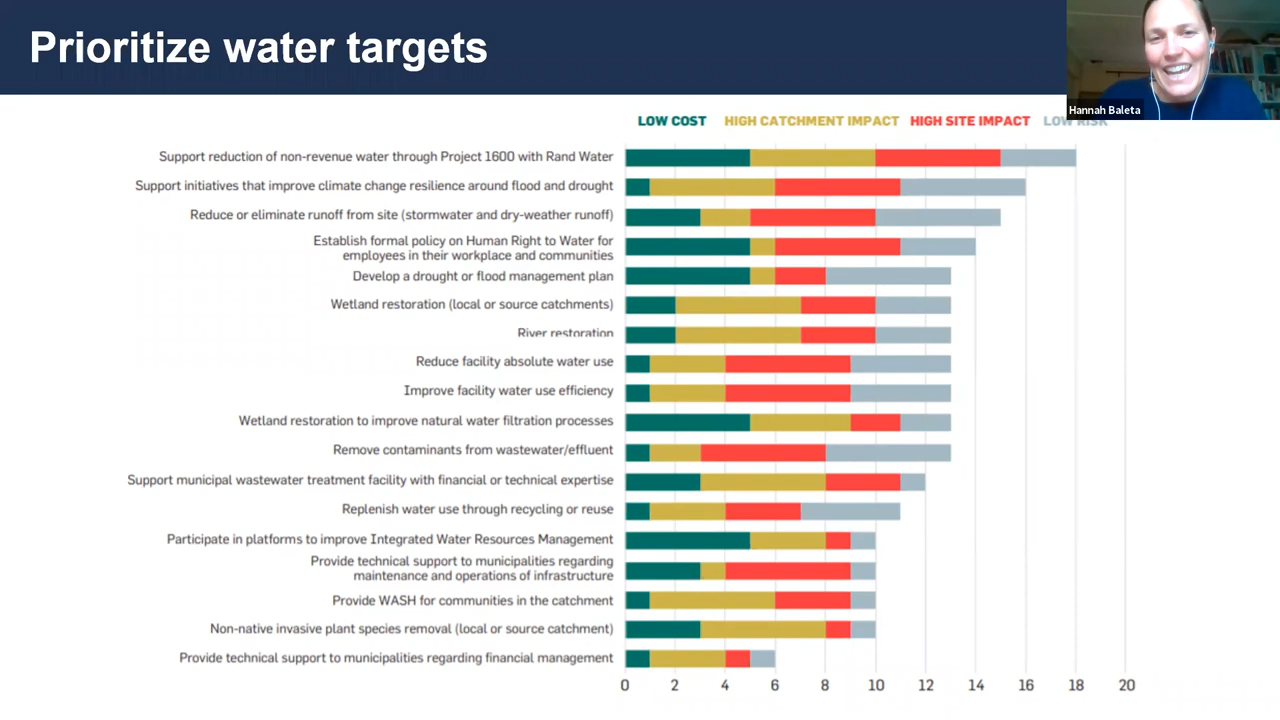 Prioritize water targets
Hannah Baleta
LOW COST HIGH CATCHMENT IMPACT HIGH SITE IMPACT LOW RISK
Support reduction of non-revenue water through Project 1600 with Rand Water
Support initiatives that improve climate change resilience around flood and drought
Reduce or eliminate runoff from site (stormwater and dry-weather runoff)
Establish formal policy on Human Right to Water for
employees in their workplace and communities
Develop a drought or flood management plan
Wetland restoration (local or source catchments)
River restoration
Reduce facility absolute water use
Improve facility water use efficiency
Wetland restoration to improve natural water filtration processes
Remove contaminants from wastewater/effluent
Support municipal wastewater treatment facility with financial or technical expertise
Replenish water use through recycling or reuse
Participate in platforms to improve Integrated Water Resources Management
Provide technical support to municipalities regarding
maintenance and operations of infrastructure
Provide WASH for communities in the catchment
Non-native invasive plant species removal (local or source catchment)
Provide technical support to municipalities regarding financial management
0 2 4 6 8 10 12 14 16 18 20